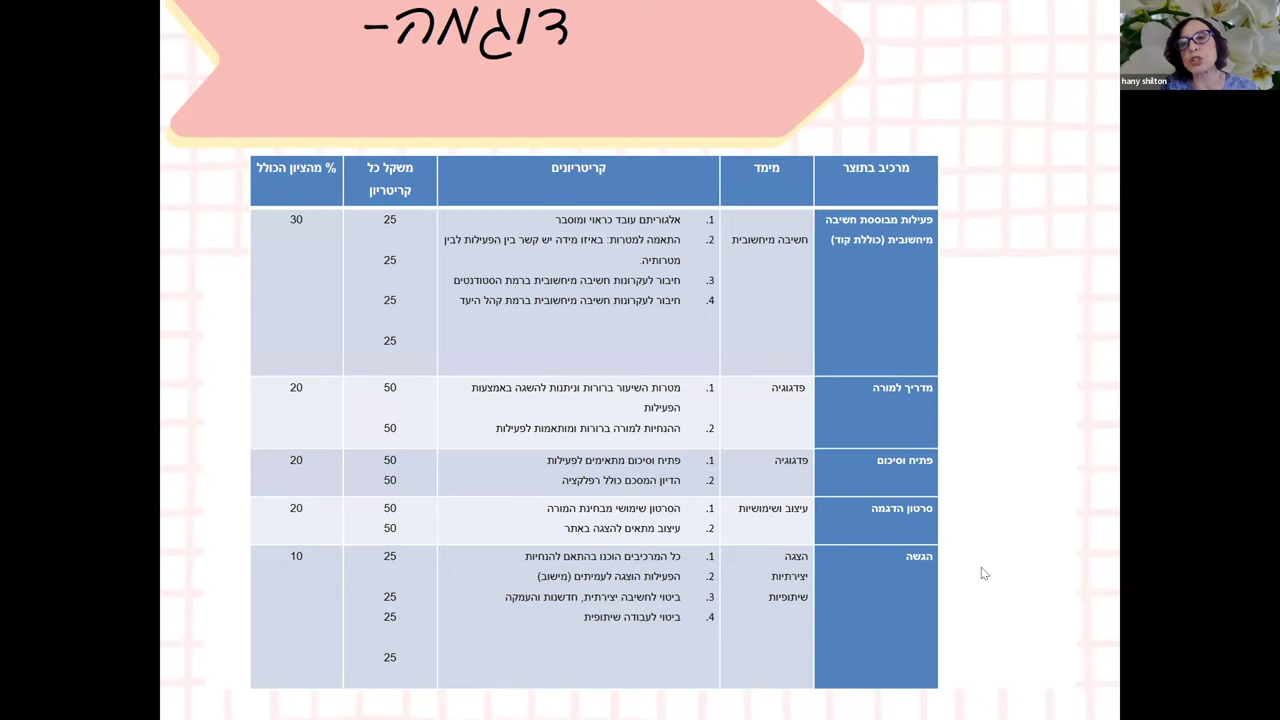 דוגמה-
hany shilton
מרכיב בתוצר
מימד
קריטריונים
משקל כל
קריטריון
% מהציון הכולל
פעילות מבוססת חשיבה
מיחשובית (כוללת קוד)
חשיבה מיחשובית
1. אלגוריתם עובד כראוי ומוסבר
2. התאמה למטרות: באיזו מידה יש קשר בין הפעילות לבין
מטרותיה.
3. חיבור לעקרונות חשיבה מיחשובית ברמת הסטודנטים
4. חיבור לעקרונות חשיבה מיחשובית ברמת קהל היעד
25
25
25
25
30
מדריך למורה
פדגוגיה
1. מטרות השיעור ברורות וניתנות להשגה באמצעות
הפעילות
2. ההנחיות למורה ברורות ומותאמות לפעילות
50
50
20
פתיח וסיכום
פדגוגיה
1. פתיח וסיכום מתאימים לפעילות
2. הדיון המסכם כולל רפלקציה
50
50
20
סרטון הדגמה
עיצוב ושימושיות
1. הסרטון שימושי מבחינת המורה
2. עיצוב מתאים להצגה באתר
50
50
20
הגשה
הצגה
יצירתיות
שיתופיות
1. כל המרכיבים הוכנו בהתאם להנחיות
2. הפעילות הוצגה לעמיתים (מישוב)
3. ביטוי לחשיבה יצירתית, חדשנות והעמקה
4. ביטוי לעבודה שיתופית
25
25
25
25
10